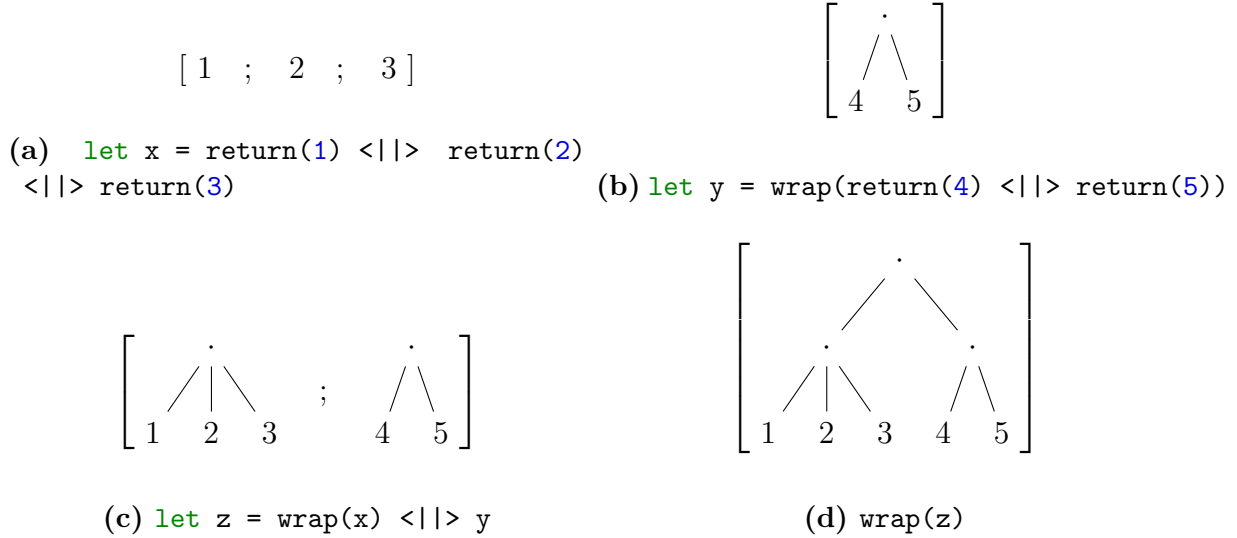 [ 1 ; 2 ; 3 ]
(a) let x = return(1) <||> return(2)
<||> return(3)
·
4 5
(b) let y = wrap(return(4) <||> return(5))
· ; ·
1 2 3 4 5
(c) let z = wrap(x) <||> y
·
· ·
1 2 3 4 5
(d) wrap(z)